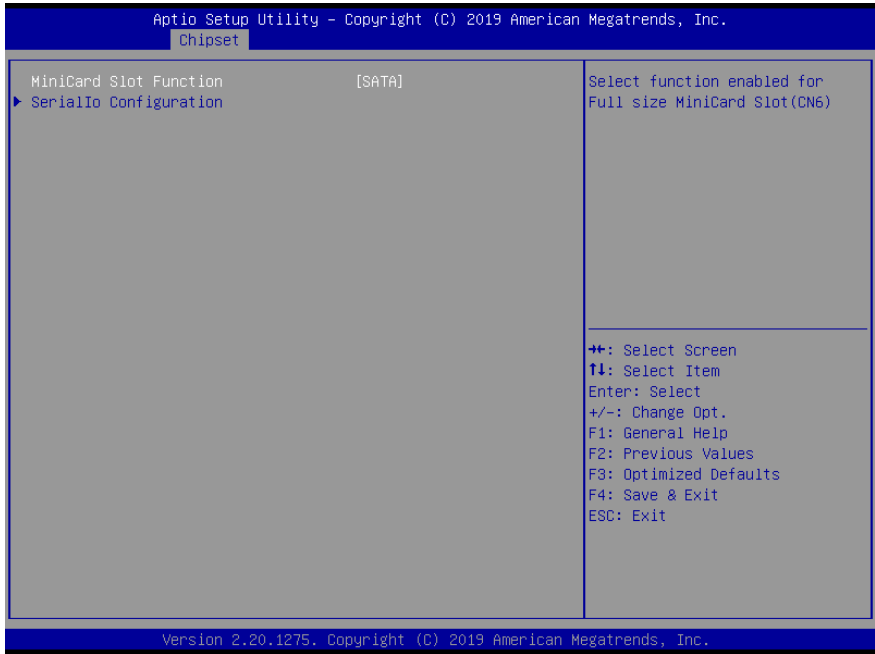 Aptio Setup Utility – Copyright (C) 2019 American Megatrends, Inc.
Chipset
MiniCard Slot Function [SATA]
▶ SerialIo Configuration
Select function enabled for
Full size MiniCard Slot(CN6)
→←: Select Screen
↑↓: Select Item
Enter: Select
+/-: Change Opt.
F1: General Help
F2: Previous Values
F3: Optimized Defaults
F4: Save & Exit
ESC: Exit
Version 2.20.1275. Copyright (C) 2019 American Megatrends, Inc.